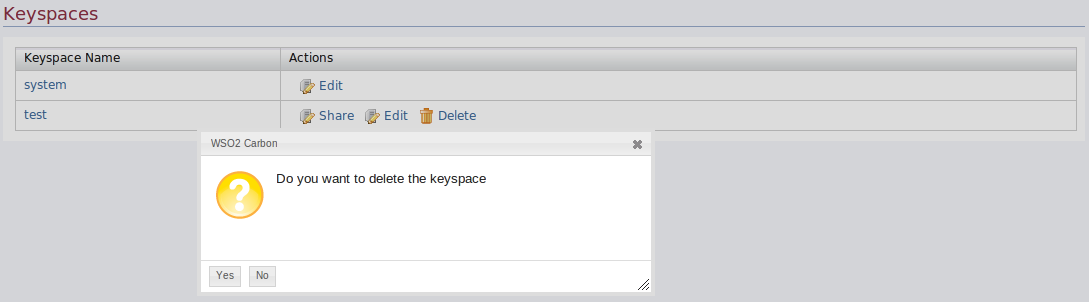 Keyspaces
Keyspace Name Actions
system Edit
test Share Edit Delete
WSO2 Carbon
Do you want to delete the keyspace
Yes No